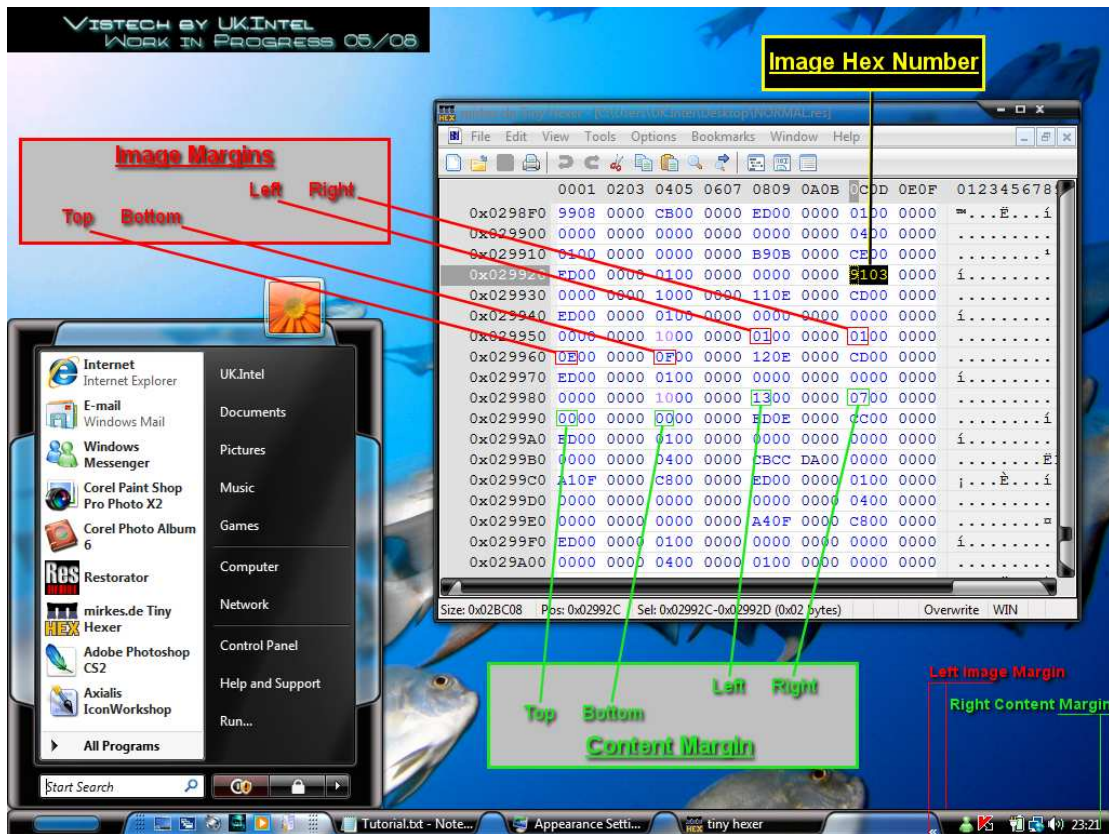 Vistech by UK.Intel
Work in Progress 05/08
Image Hex Number
Image Margins
Left Right
Top Bottom
File Edit View Tools Options Bookmarks Window Help
0001 0203 0405 0607 0809 0A0B 0C0D 0E0F 012345678
0x0298F0 9908 0000 CB00 0000 ED00 0000 0100 0000 ™...Ë...í
0x029900 0000 0000 0000 0000 0000 0000 0400 0000 .........
0x029910 0100 0000 0000 0000 B90B 0000 CE00 0000 ........¹
0x029920 ED00 0000 0100 0000 0000 0000 9103 0000 í........
0x029930 0000 0000 1000 0000 110E 0000 CD00 0000 .........
0x029940 ED00 0000 0100 0000 0000 0000 0000 0000 í........
0x029950 0000 0000 1000 0000 0100 0000 0100 0000 .........
0x029960 0E00 0000 0F00 0000 120E 0000 CD00 0000 .........
0x029970 ED00 0000 0100 0000 0000 0000 0000 0000 í........
0x029980 0000 0000 1000 0000 1300 0000 0700 0000 .........
0x029990 0000 0000 0000 0000 ED0E 0000 CC00 0000 ........í
0x0299A0 ED00 0000 0100 0000 0000 0000 0000 0000 í........
0x0299B0 0000 0000 0400 0000 CBCC DA00 0000 0000 ........Ë
0x0299C0 A10F 0000 C800 0000 ED00 0000 0100 0000 ¡...È...í
0x0299D0 0000 0000 0000 0000 0000 0000 0400 0000 .........
0x0299E0 0000 0000 0000 0000 A40F 0000 C800 0000 ........¤
0x0299F0 ED00 0000 0100 0000 0000 0000 0000 0000 í........
0x029A00 0000 0000 0400 0000 0100 0000 0000 0000 .........
Size: 0x02BC08 Pos: 0x02992C Sel: 0x02992C-0x02992D (0x02 bytes) Overwrite WIN
Internet
Internet Explorer
E-mail
Windows Mail
Windows
Messenger
Corel Paint Shop
Pro Photo X2
Corel Photo Album
6
Restorator
mirkes.de Tiny
Hexer
Adobe Photoshop
CS2
Axialis
IconWorkshop
All Programs
Start Search
UK.Intel
Documents
Pictures
Music
Games
Computer
Network
Control Panel
Help and Support
Run...
Left Right
Top Bottom
Content Margin
Left Image Margin
Right Content Margin
Tutorial.txt - Note...
Appearance Setti...
HEX
tiny hexer
«
23:21